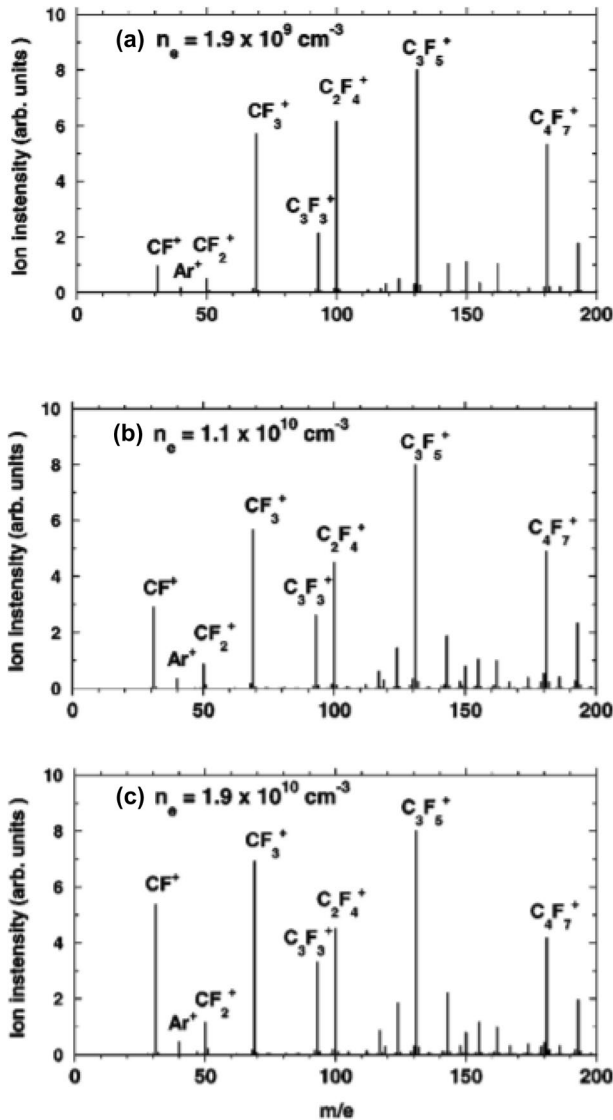 (a) n_e = 1.9 x 10^9 cm^-3
C_3F_5^+
C_2F_4^+
CF_3^+
C_4F_7^+
C_3F_3^+
CF^+
CF_2^+
Ar^+
Ion instensity (arb. units )
10
8
6
4
2
0
0 50 100 150 200
(b) n_e = 1.1 x 10^10 cm^-3
C_3F_5^+
CF_3^+
C_2F_4^+
C_4F_7^+
C_3F_3^+
CF^+
CF_2^+
Ar^+
Ion instensity (arb. units )
10
8
6
4
2
0
0 50 100 150 200
(c) n_e = 1.9 x 10^10 cm^-3
C_3F_5^+
CF_3^+
CF^+
C_2F_4^+
C_4F_7^+
C_3F_3^+
CF_2^+
Ar^+
Ion instensity (arb. units )
10
8
6
4
2
0
0 50 100 150 200
m/e